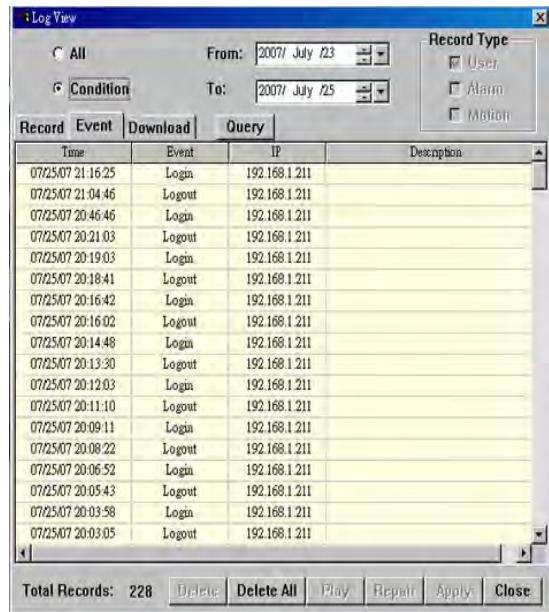 Log View
All From: 2007/ July /23 Record Type
User
Condition To: 2007/ July /25 Alarm
Motion
Record Event Download Query
Time Event IP Description
07/25/07 21:16:25 Login 192.168.1.211
07/25/07 21:04:46 Logout 192.168.1.211
07/25/07 20:46:46 Login 192.168.1.211
07/25/07 20:21:03 Logout 192.168.1.211
07/25/07 20:19:03 Login 192.168.1.211
07/25/07 20:18:41 Logout 192.168.1.211
07/25/07 20:16:42 Login 192.168.1.211
07/25/07 20:16:02 Logout 192.168.1.211
07/25/07 20:14:48 Login 192.168.1.211
07/25/07 20:13:30 Logout 192.168.1.211
07/25/07 20:12:03 Login 192.168.1.211
07/25/07 20:11:10 Logout 192.168.1.211
07/25/07 20:09:11 Login 192.168.1.211
07/25/07 20:08:22 Logout 192.168.1.211
07/25/07 20:06:52 Login 192.168.1.211
07/25/07 20:05:43 Logout 192.168.1.211
07/25/07 20:03:58 Login 192.168.1.211
07/25/07 20:03:05 Logout 192.168.1.211
Total Records: 228 Delete Delete All Play Repair Apply Close